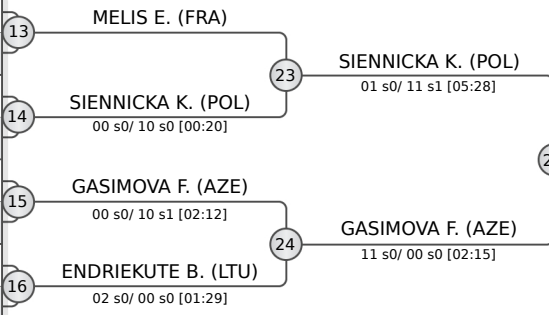 MELIS E. (FRA)
13
23
SIENNICKA K. (POL)
01 s0/ 11 s1 [05:28]
SIENNICKA K. (POL)
14
00 s0/ 10 s0 [00:20]
GASIMOVA F. (AZE)
15
00 s0/ 10 s1 [02:12]
24
GASIMOVA F. (AZE)
11 s0/ 00 s0 [02:15]
ENDRIEKUTE B. (LTU)
16
02 s0/ 00 s0 [01:29]